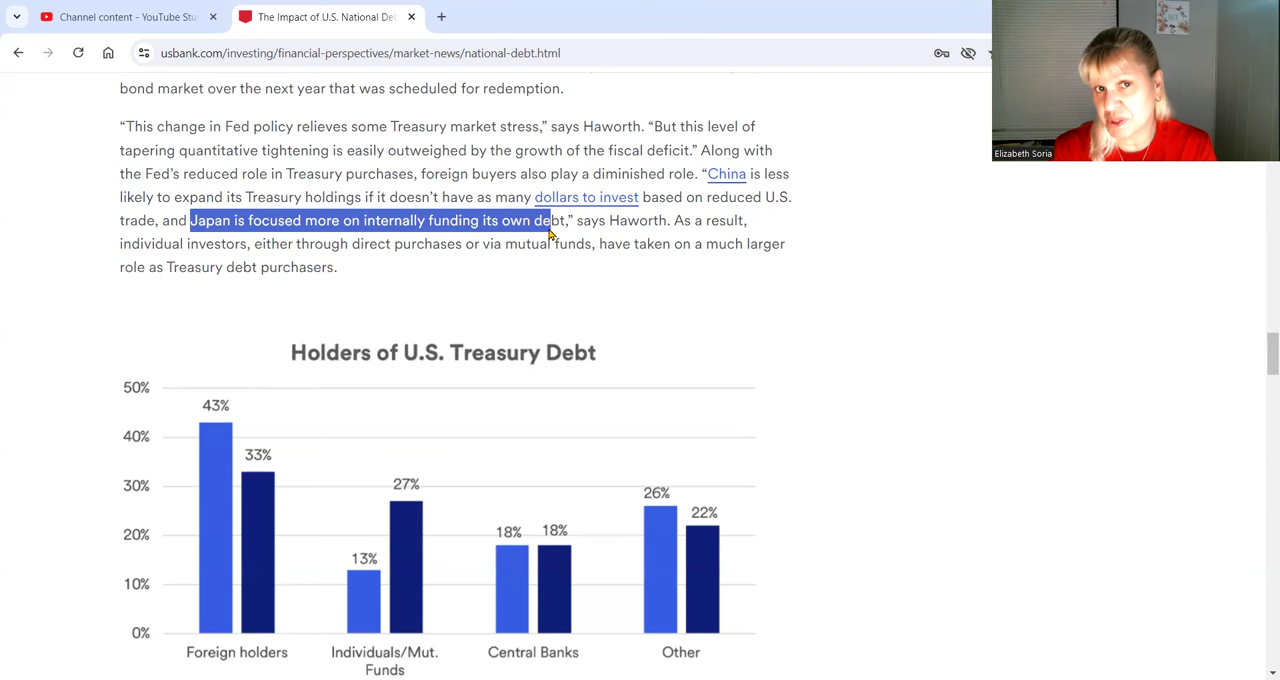 Channel content - YouTube Stu
The Impact of U.S. National Deb
usbank.com/investing/financial-perspectives/market-news/national-debt.html
bond market over the next year that was scheduled for redemption.
“This change in Fed policy relieves some Treasury market stress,” says Haworth. “But this level of
tapering quantitative tightening is easily outweighed by the growth of the fiscal deficit.” Along with
the Fed’s reduced role in Treasury purchases, foreign buyers also play a diminished role. “China is less
likely to expand its Treasury holdings if it doesn’t have as many dollars to invest based on reduced U.S.
trade, and Japan is focused more on internally funding its own debt,” says Haworth. As a result,
individual investors, either through direct purchases or via mutual funds, have taken on a much larger
role as Treasury debt purchasers.
Holders of U.S. Treasury Debt
50%
40%
30%
20%
10%
0%
43%
33%
13%
27%
18%
18%
26%
22%
Foreign holders
Individuals/Mut.
Funds
Central Banks
Other
Elizabeth Soria